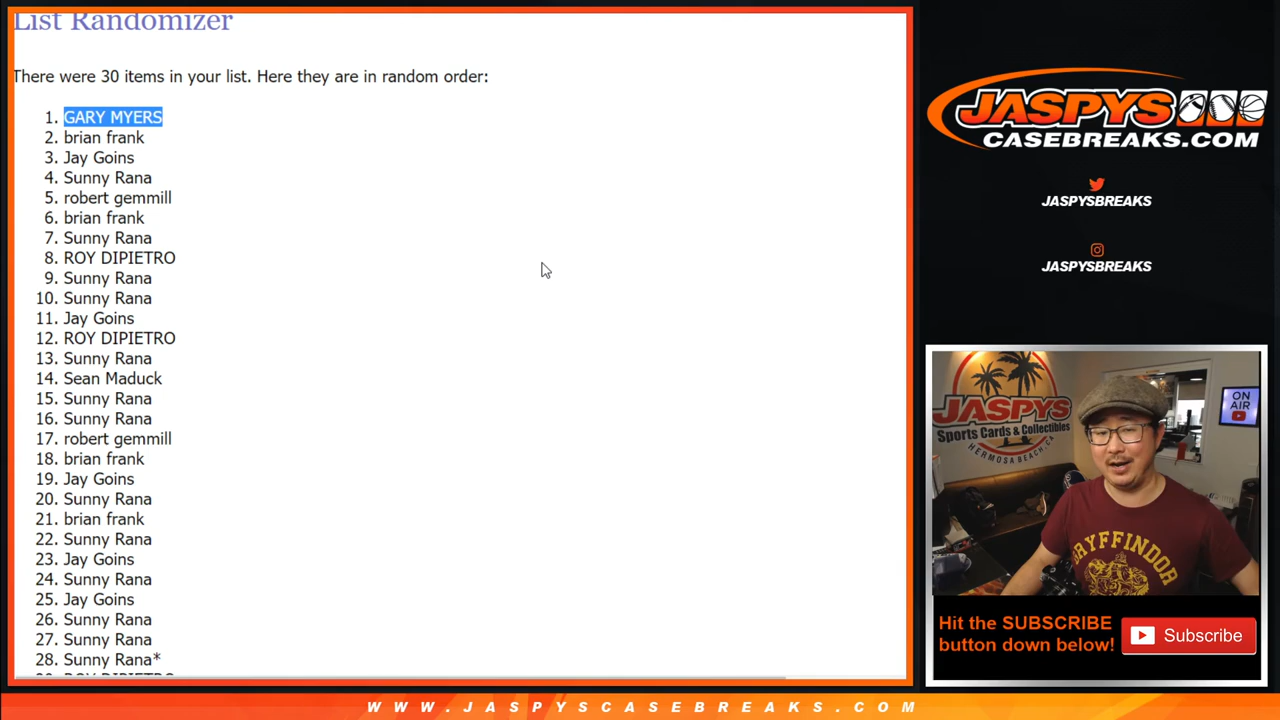 List Randomizer
There were 30 items in your list. Here they are in random order:
1. GARY MYERS
2. brian frank
3. Jay Goins
4. Sunny Rana
5. robert gemmill
6. brian frank
7. Sunny Rana
8. ROY DIPIETRO
9. Sunny Rana
10. Sunny Rana
11. Jay Goins
12. ROY DIPIETRO
13. Sunny Rana
14. Sean Maduck
15. Sunny Rana
16. Sunny Rana
17. robert gemmill
18. brian frank
19. Jay Goins
20. Sunny Rana
21. brian frank
22. Sunny Rana
23. Jay Goins
24. Sunny Rana
25. Jay Goins
26. Sunny Rana
27. Sunny Rana
28. Sunny Rana*
29. ROY DIPIETRO
JASPYS
CASEBREAKS.COM
JASPYSBREAKS
JASPYSBREAKS
JASPYS
Sports Cards & Collectibles
HERMOSA BEACH, CA
ON
AIR
GRYFFINDOR
Hit the SUBSCRIBE
button down below!
Subscribe
WWW.JASPYSCASEBREAKS.COM